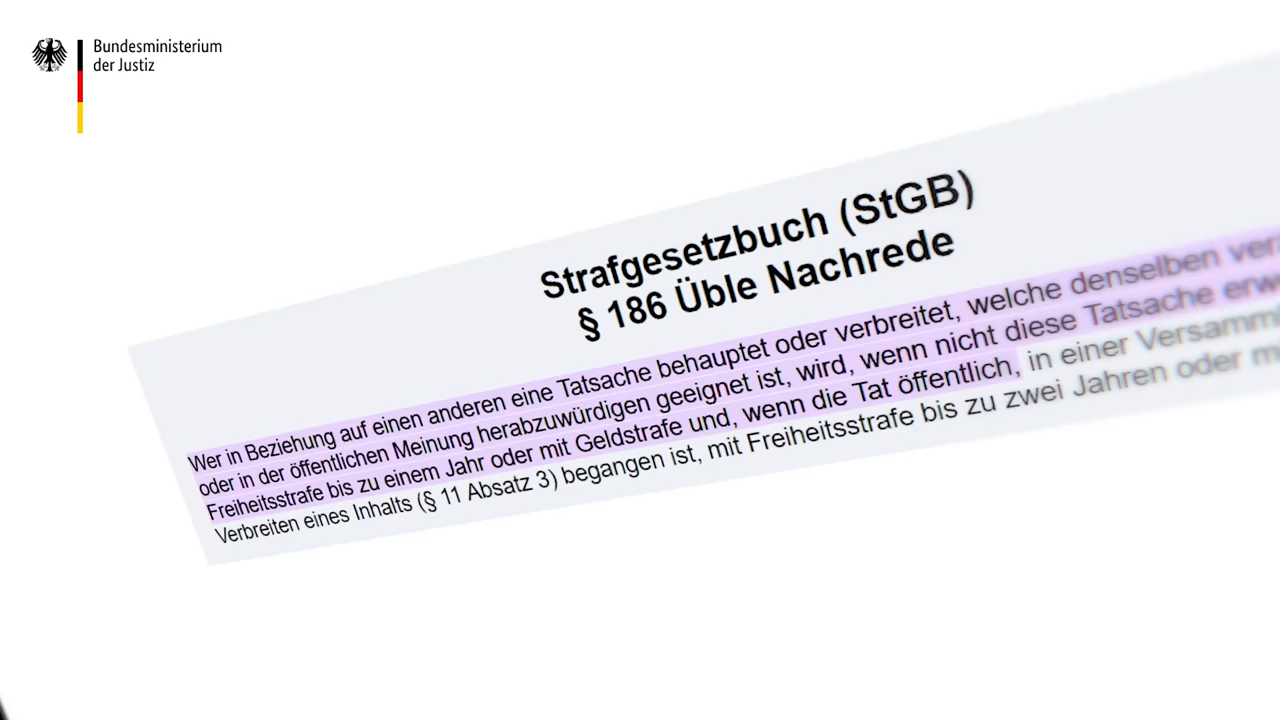 Bundesministerium
der Justiz
Strafgesetzbuch (StGB)
§ 186 Üble Nachrede
Wer in Beziehung auf einen anderen eine Tatsache behauptet oder verbreitet, welche denselben
oder in der öffentlichen Meinung herabzuwürdigen geeignet ist, wird, wenn nicht diese Tatsache
Freiheitsstrafe bis zu einem Jahr oder mit Geldstrafe und, wenn die Tat öffentlich, in einer
Verbreiten eines Inhalts (§ 11 Absatz 3) begangen ist, mit Freiheitsstrafe bis zu zwei Jahren oder